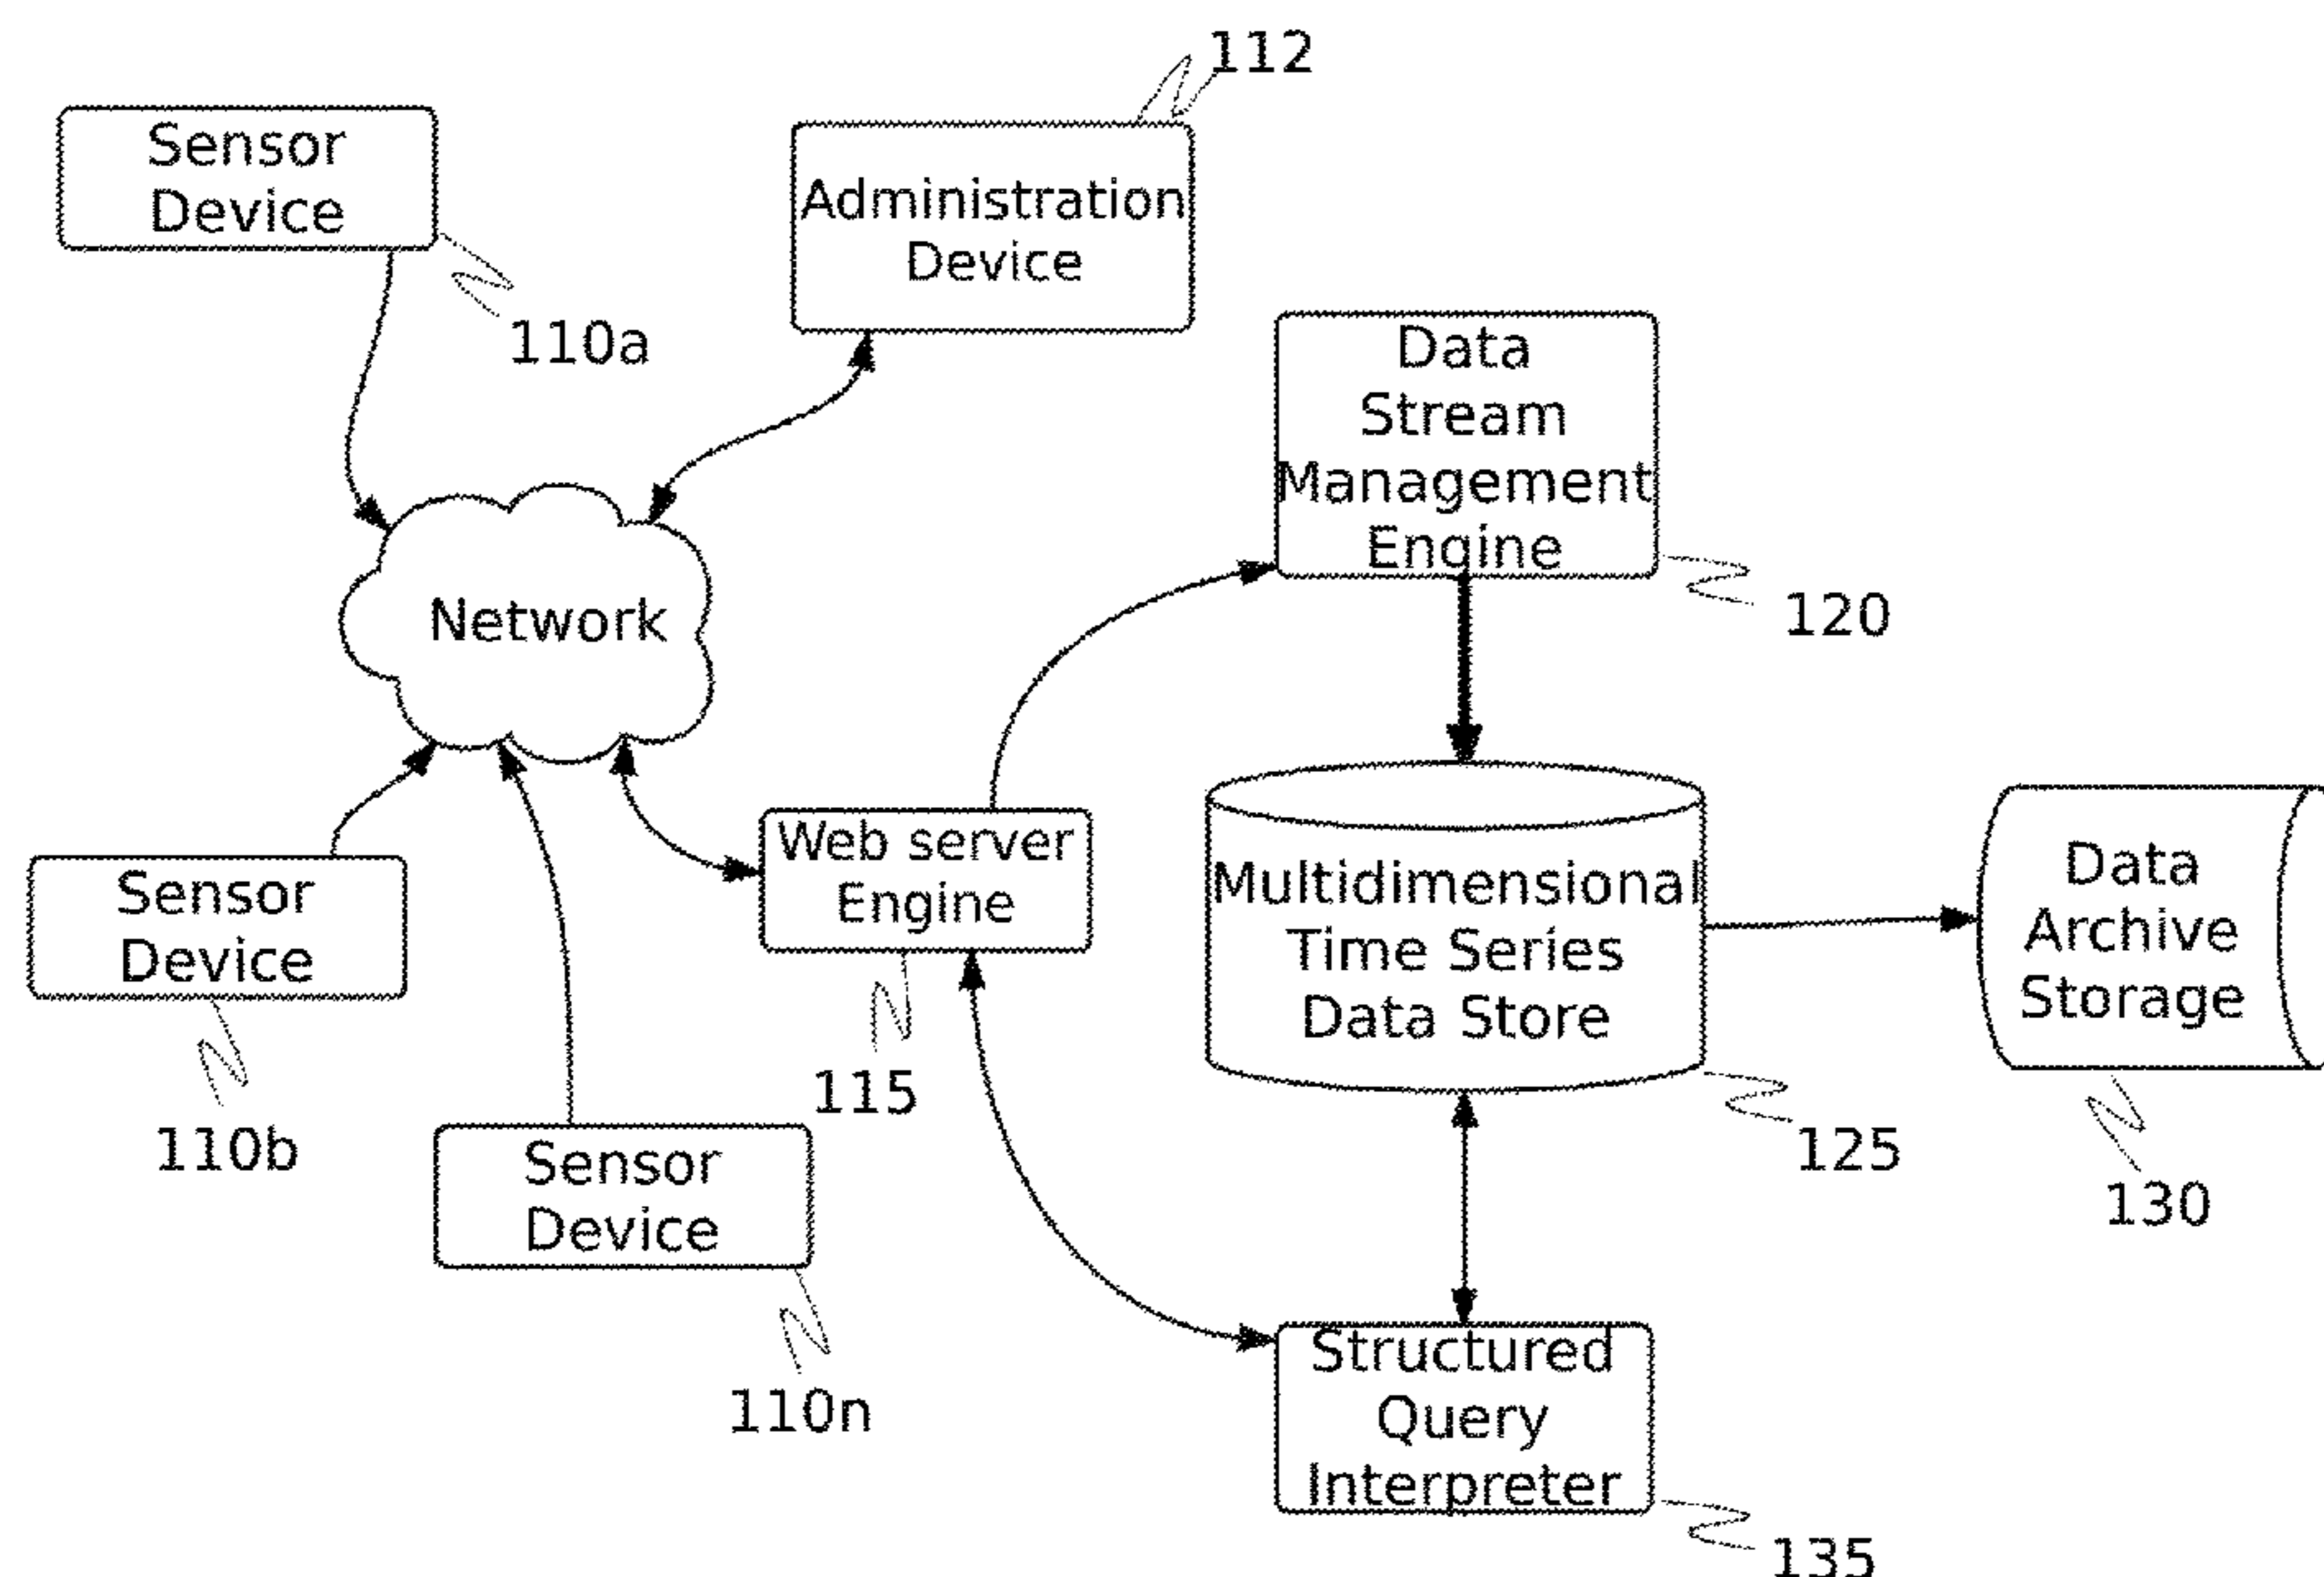 112
Sensor
Device
110a
Administration
Device
Data
Stream
Management
Engine
120
Network
Web server
Engine
115
Sensor
Device
110b
Sensor
Device
110n
Multidimensional
Time Series
Data Store
125
Data
Archive
Storage
130
Structured
Query
Interpreter
135